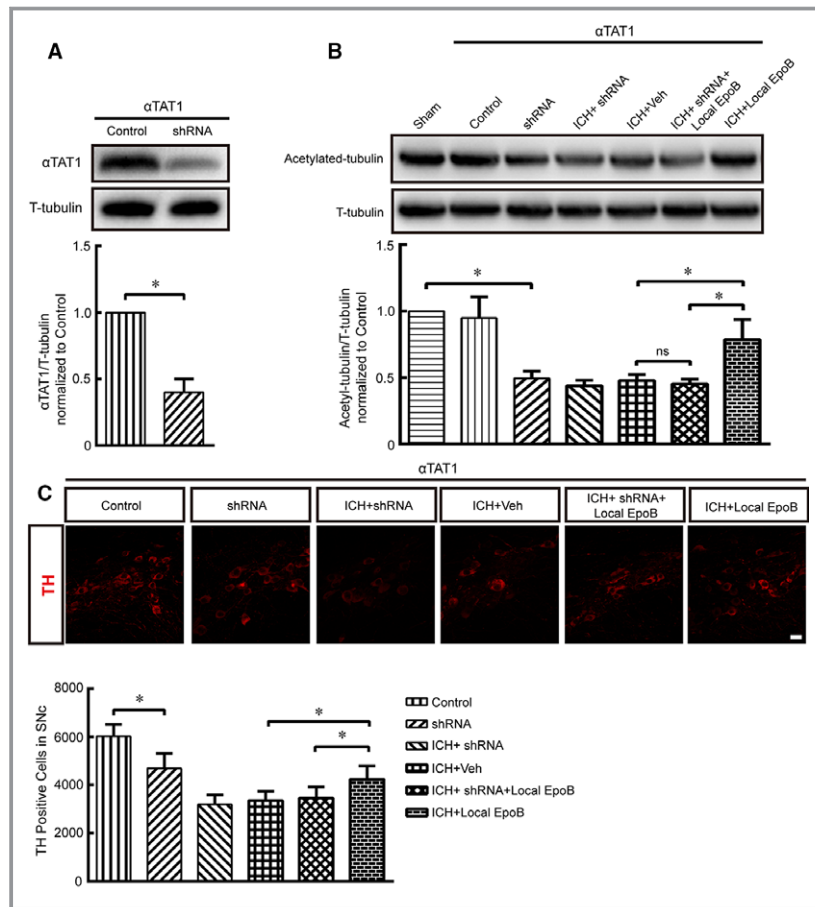 A
αTAT1
Control shRNA
αTAT1
T-tubulin
1.5
1.0
0.5
0
αTAT1/T-tubulin
normalized to Control
*
B
αTAT1
Sham
Control
shRNA
ICH+ shRNA
ICH+Veh
ICH+ shRNA+
Local EpoB
ICH+Local EpoB
Acetylated-tubulin
T-tubulin
1.5
1.0
0.5
0
Acetyl-tubulin/T-tubulin
normalized to Control
*
ns
*
*
C
αTAT1
Control
shRNA
ICH+shRNA
ICH+Veh
ICH+ shRNA+
Local EpoB
ICH+Local EpoB
TH
8000
6000
4000
2000
0
TH Positive Cells in SNc
*
*
*
Control
shRNA
ICH+ shRNA
ICH+Veh
ICH+ shRNA+Local EpoB
ICH+Local EpoB